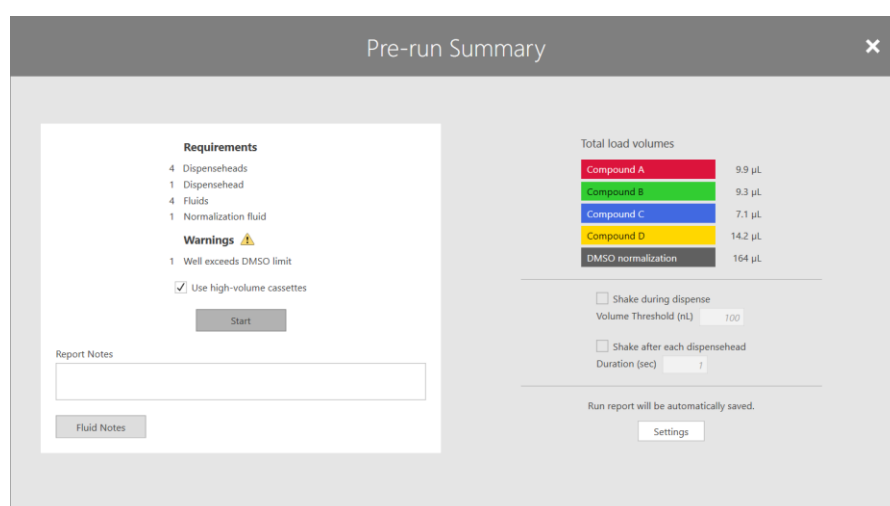 Pre-run Summary
Requirements
4 Dispenseheads
1 Dispensehead
4 Fluids
1 Normalization fluid
Warnings
1 Well exceeds DMSO limit
Use high-volume cassettes
Start
Report Notes
Fluid Notes
Total load volumes
Compound A 9.9 µL
Compound B 9.3 µL
Compound C 7.1 µL
Compound D 14.2 µL
DMSO normalization 164 µL
Shake during dispense
Volume Threshold (nL) 100
Shake after each dispensehead
Duration (sec) 1
Run report will be automatically saved.
Settings